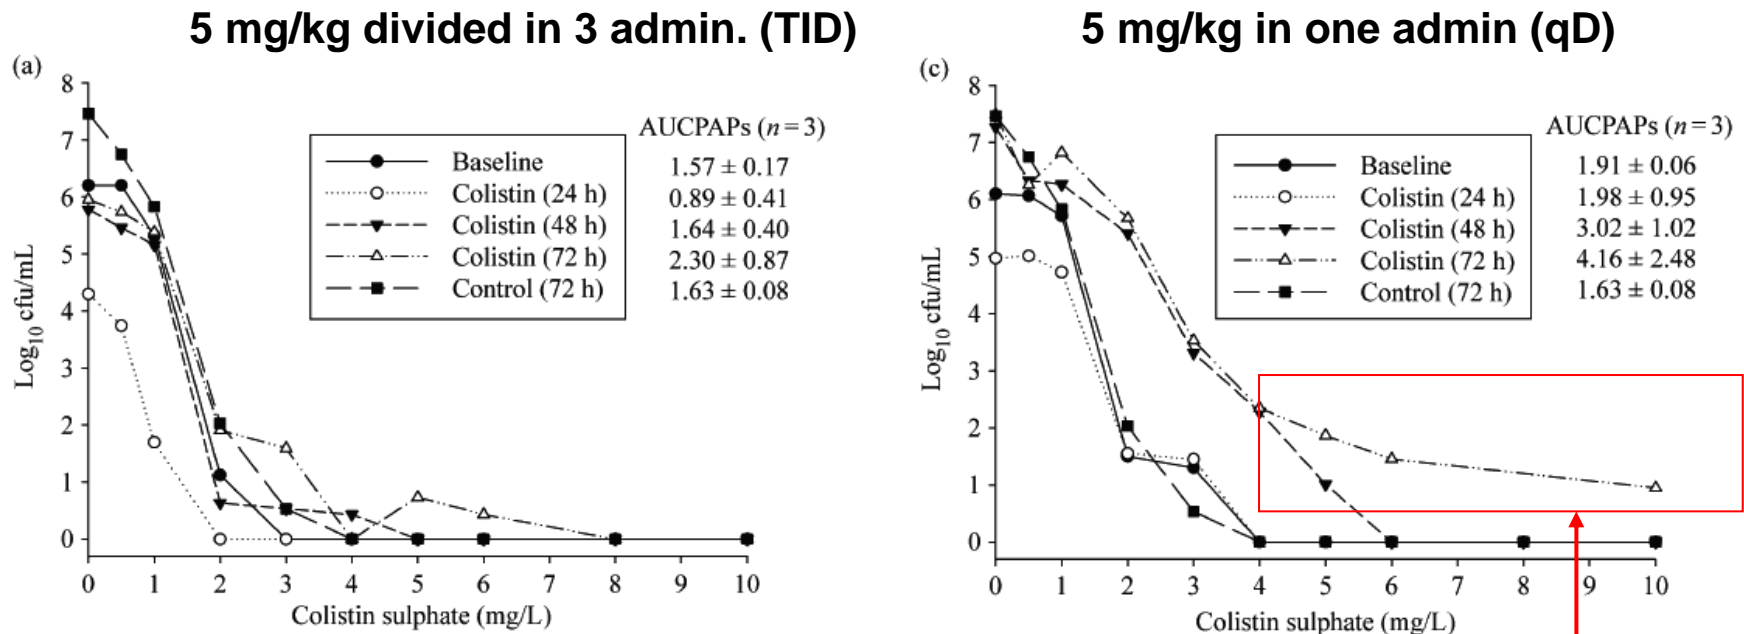 5 mg/kg divided in 3 admin. (TID)
5 mg/kg in one admin (qD)
(a)
8
7
6
5
4
3
2
1
0
Log10 cfu/mL
0 1 2 3 4 5 6 7 8 9 10
Colistin sulphate (mg/L)
AUCPAPs (n = 3)
Baseline 1.57 ± 0.17
Colistin (24 h) 0.89 ± 0.41
Colistin (48 h) 1.64 ± 0.40
Colistin (72 h) 2.30 ± 0.87
Control (72 h) 1.63 ± 0.08
(c)
8
7
6
5
4
3
2
1
0
Log10 cfu/mL
0 1 2 3 4 5 6 7 8 9 10
Colistin sulphate (mg/L)
AUCPAPs (n = 3)
Baseline 1.91 ± 0.06
Colistin (24 h) 1.98 ± 0.95
Colistin (48 h) 3.02 ± 1.02
Colistin (72 h) 4.16 ± 2.48
Control (72 h) 1.63 ± 0.08